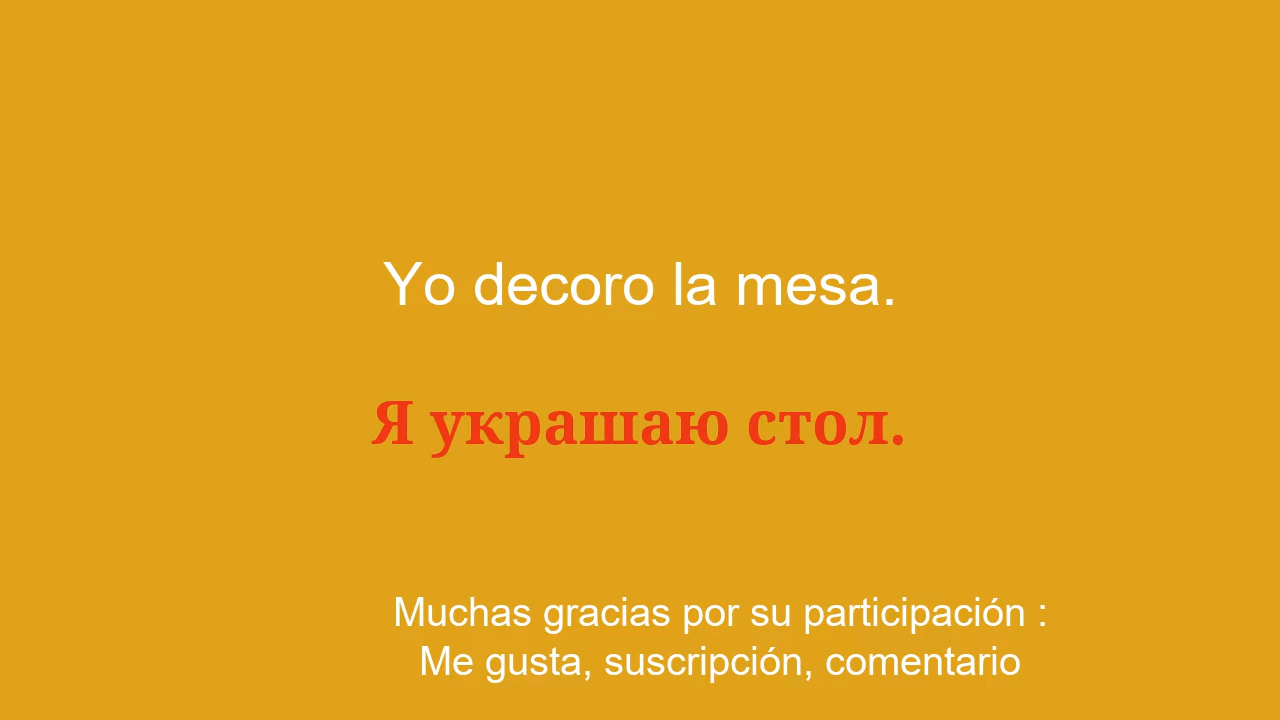 Yo decoro la mesa.
Я украшаю стол.
Muchas gracias por su participación :
Me gusta, suscripción, comentario